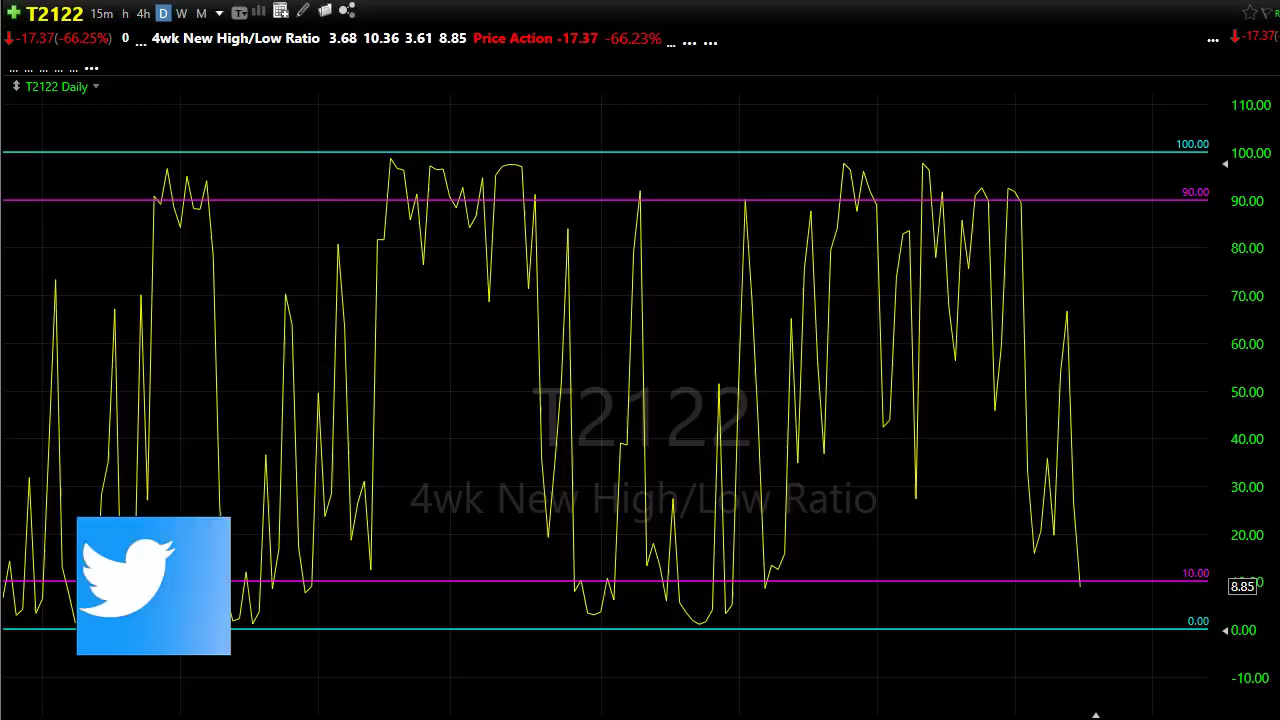 T2122 15m h 4h D W M T
-17.37(-66.25%) 0 ... 4wk New High/Low Ratio 3.68 10.36 3.61 8.85 Price Action -17.37 -66.23% ... ... ... ... -17.37(
... ... ... ... ... ...
T2122 Daily
110.00
100.00 100.00
90.00 90.00
80.00
70.00
60.00
50.00
T2122
40.00
4wk New High/Low Ratio
30.00
20.00
10.00
8.85
0.00 0.00
-10.00